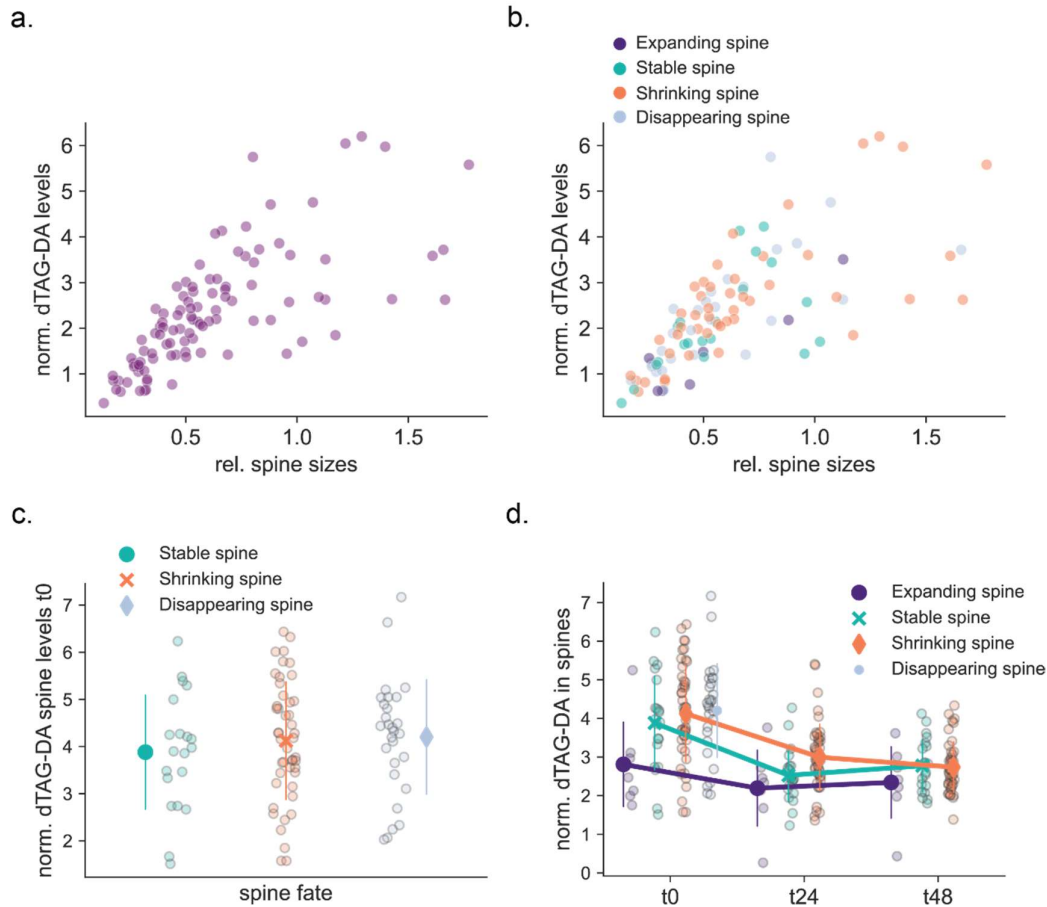 a.
norm. dTAG-DA levels
6
5
4
3
2
1
0.5 1.0 1.5
rel. spine sizes
b.
Expanding spine
Stable spine
Shrinking spine
Disappearing spine
norm. dTAG-DA levels
6
5
4
3
2
1
0.5 1.0 1.5
rel. spine sizes
c.
Stable spine
Shrinking spine
Disappearing spine
norm. dTAG-DA spine levels t0
7
6
5
4
3
2
spine fate
d.
Expanding spine
Stable spine
Shrinking spine
Disappearing spine
norm. dTAG-DA in spines
7
6
5
4
3
2
1
0
t0 t24 t48